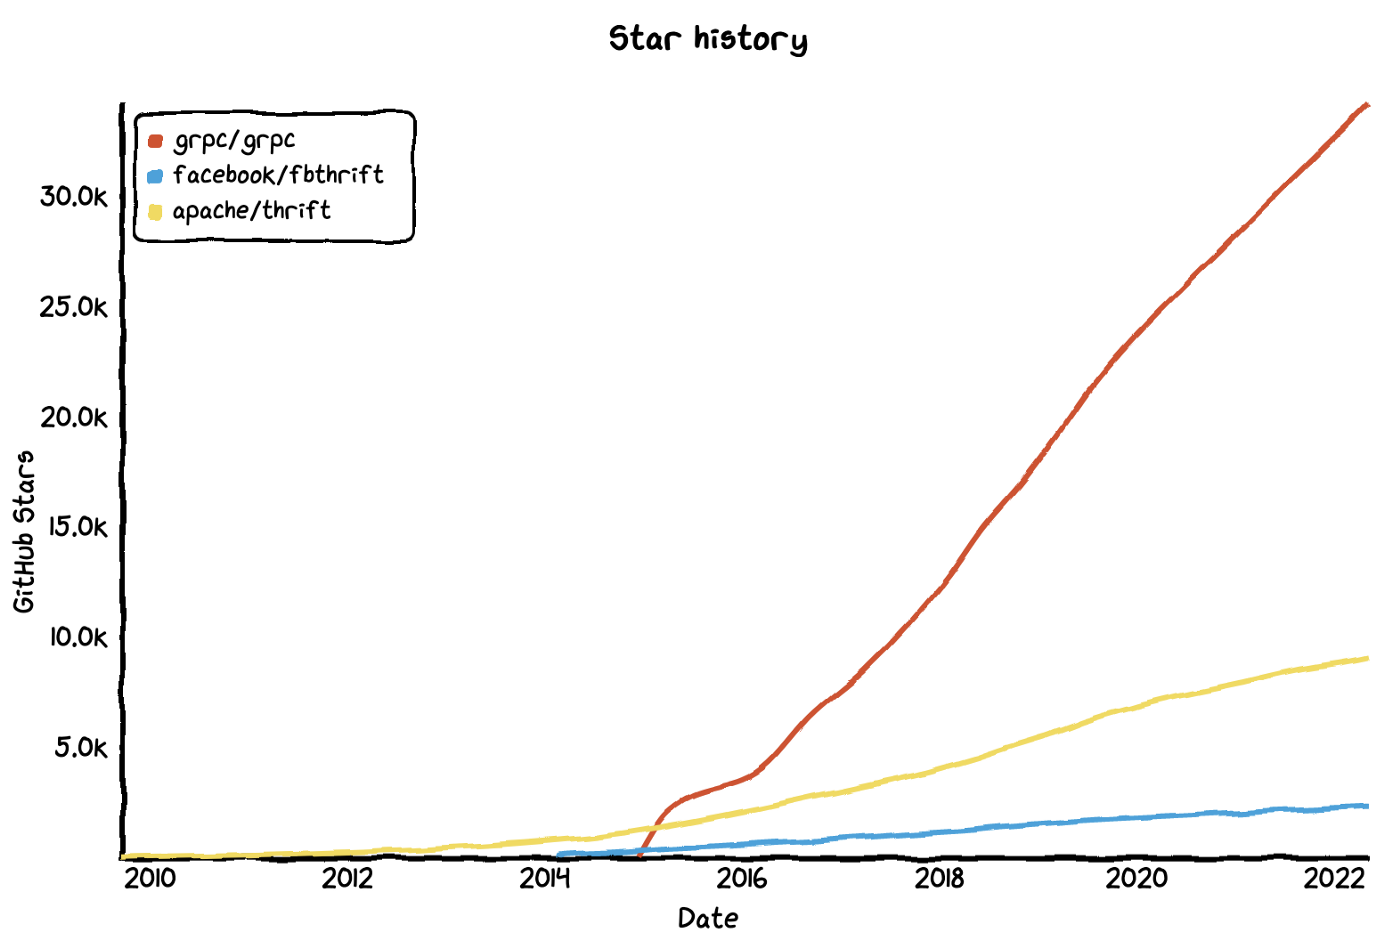 Star history
grpc/grpc
facebook/fbthrift
apache/thrift
30.0k
25.0k
20.0k
15.0k
10.0k
5.0k
GitHub Stars
2010 2012 2014 2016 2018 2020 2022
Date